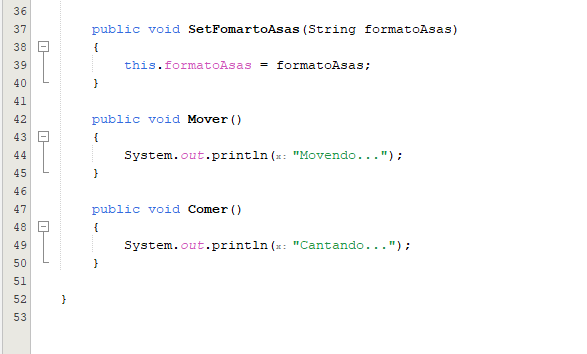 36
37 public void SetFomartoAsas(String formatoAsas)
38 {
39 this.formatoAsas = formatoAsas;
40 }
41
42 public void Mover()
43 {
44 System.out.println(x: "Movendo...");
45 }
46
47 public void Comer()
48 {
49 System.out.println(x: "Cantando...");
50 }
51
52 }
53